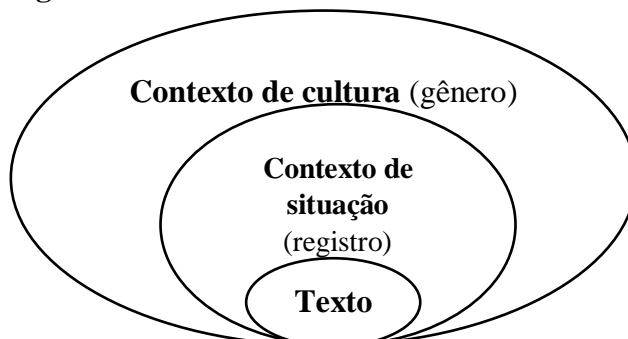 Contexto de cultura (gênero)
Contexto de
situação
(registro)
Texto